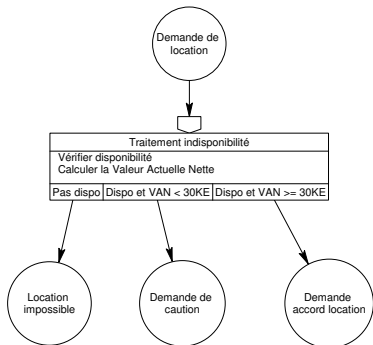 Demande de
location
Traitement indisponibilité
Vérifier disponibilité
Calculer la Valeur Actuelle Nette
Pas dispo Dispo et VAN < 30KE Dispo et VAN >= 30KE
Location
impossible
Demande de
caution
Demande
accord location